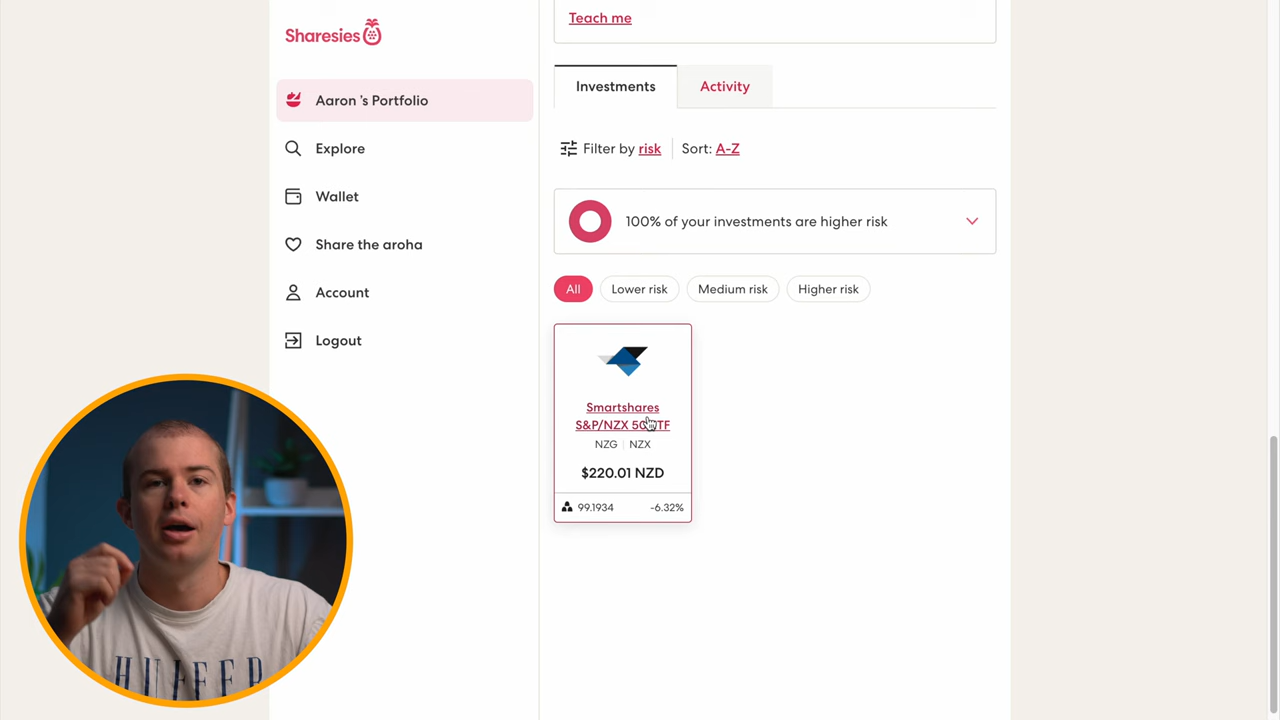 Teach me
Sharesies
Aaron 's Portfolio
Explore
Wallet
Share the aroha
Account
Logout
Investments
Activity
Filter by risk
Sort: A-Z
100% of your investments are higher risk
All
Lower risk
Medium risk
Higher risk
Smartshares
S&P/NZX
NZG | NZX
$220.01 NZD
99.1934
-6.32%
HUFFER